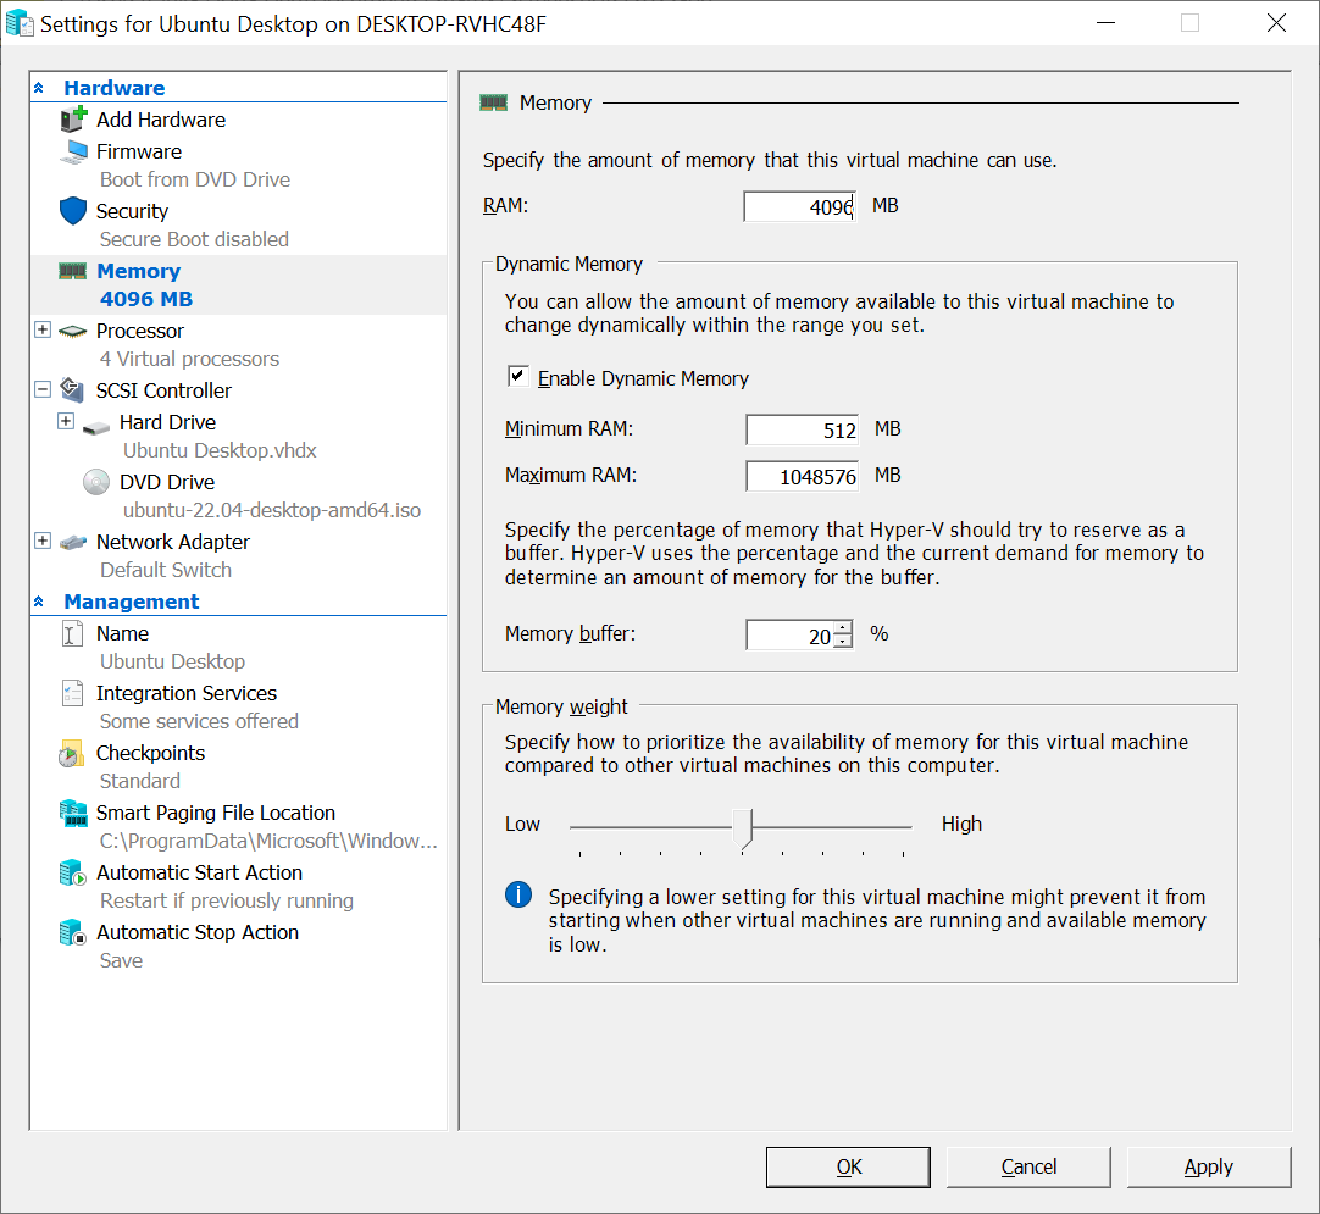 Settings for Ubuntu Desktop on DESKTOP-RVHC48F
Hardware
Add Hardware
Firmware
Boot from DVD Drive
Security
Secure Boot disabled
Memory
4096 MB
Processor
4 Virtual processors
SCSI Controller
Hard Drive
Ubuntu Desktop.vhdx
DVD Drive
ubuntu-22.04-desktop-amd64.iso
Network Adapter
Default Switch
Management
Name
Ubuntu Desktop
Integration Services
Some services offered
Checkpoints
Standard
Smart Paging File Location
C:\ProgramData\Microsoft\Window...
Automatic Start Action
Restart if previously running
Automatic Stop Action
Save
Memory
Specify the amount of memory that this virtual machine can use.
RAM: 4096 MB
Dynamic Memory
You can allow the amount of memory available to this virtual machine to
change dynamically within the range you set.
Enable Dynamic Memory
Minimum RAM: 512 MB
Maximum RAM: 1048576 MB
Specify the percentage of memory that Hyper-V should try to reserve as a
buffer. Hyper-V uses the percentage and the current demand for memory to
determine an amount of memory for the buffer.
Memory buffer: 20 %
Memory weight
Specify how to prioritize the availability of memory for this virtual machine
compared to other virtual machines on this computer.
Low High
Specifying a lower setting for this virtual machine might prevent it from
starting when other virtual machines are running and available memory
is low.
OK Cancel Apply